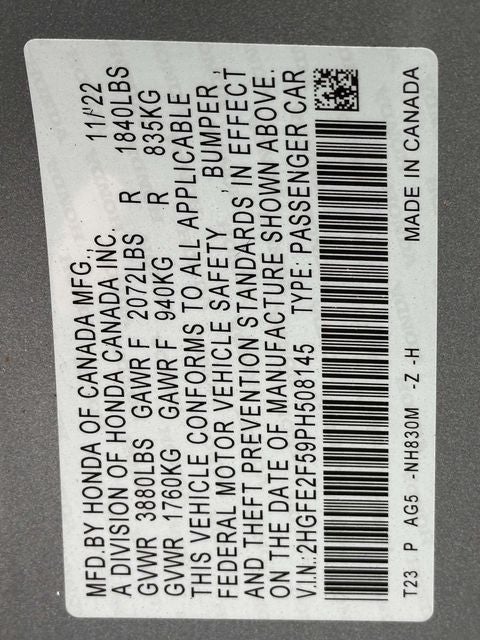 MFD.BY HONDA OF CANADA MFG., 11/'22
A DIVISION OF HONDA CANADA INC.
GVWR 3880LBS GAWR F 2072LBS R 1840LBS
GVWR 1760KG GAWR F 940KG R 835KG
THIS VEHICLE CONFORMS TO ALL APPLICABLE
FEDERAL MOTOR VEHICLE SAFETY , BUMPER ,
AND THEFT PREVENTION STANDARDS IN EFFECT
ON THE DATE OF MANUFACTURE SHOWN ABOVE.
V.I.N.:2HGFE2F59PH508145 TYPE: PASSENGER CAR
T23 P AG5 -NH830M -Z -H MADE IN CANADA